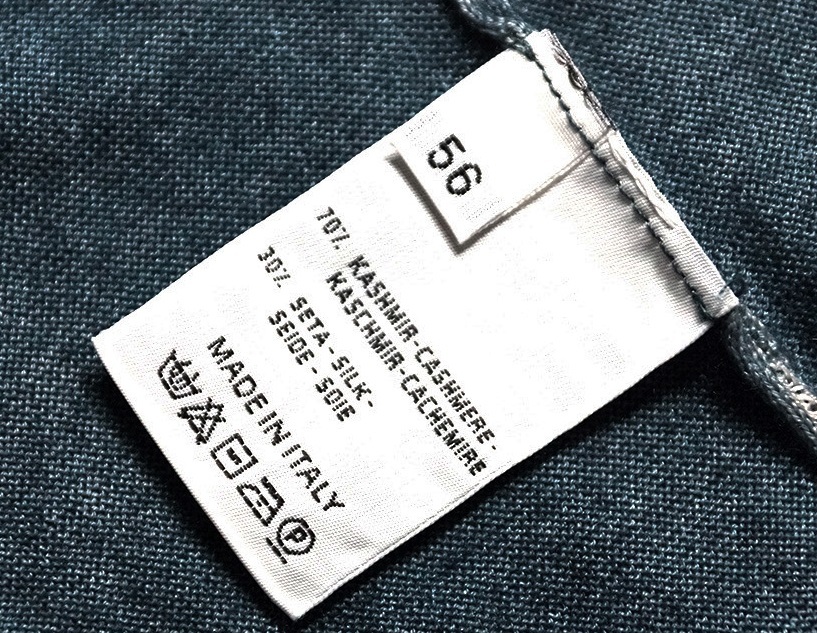 56
70% KASHMIR-CASHMERE-
KASCHMIR-CACHEMIRE
30% SETA-SILK-
SEIDE-SOIE
MADE IN ITALY
P